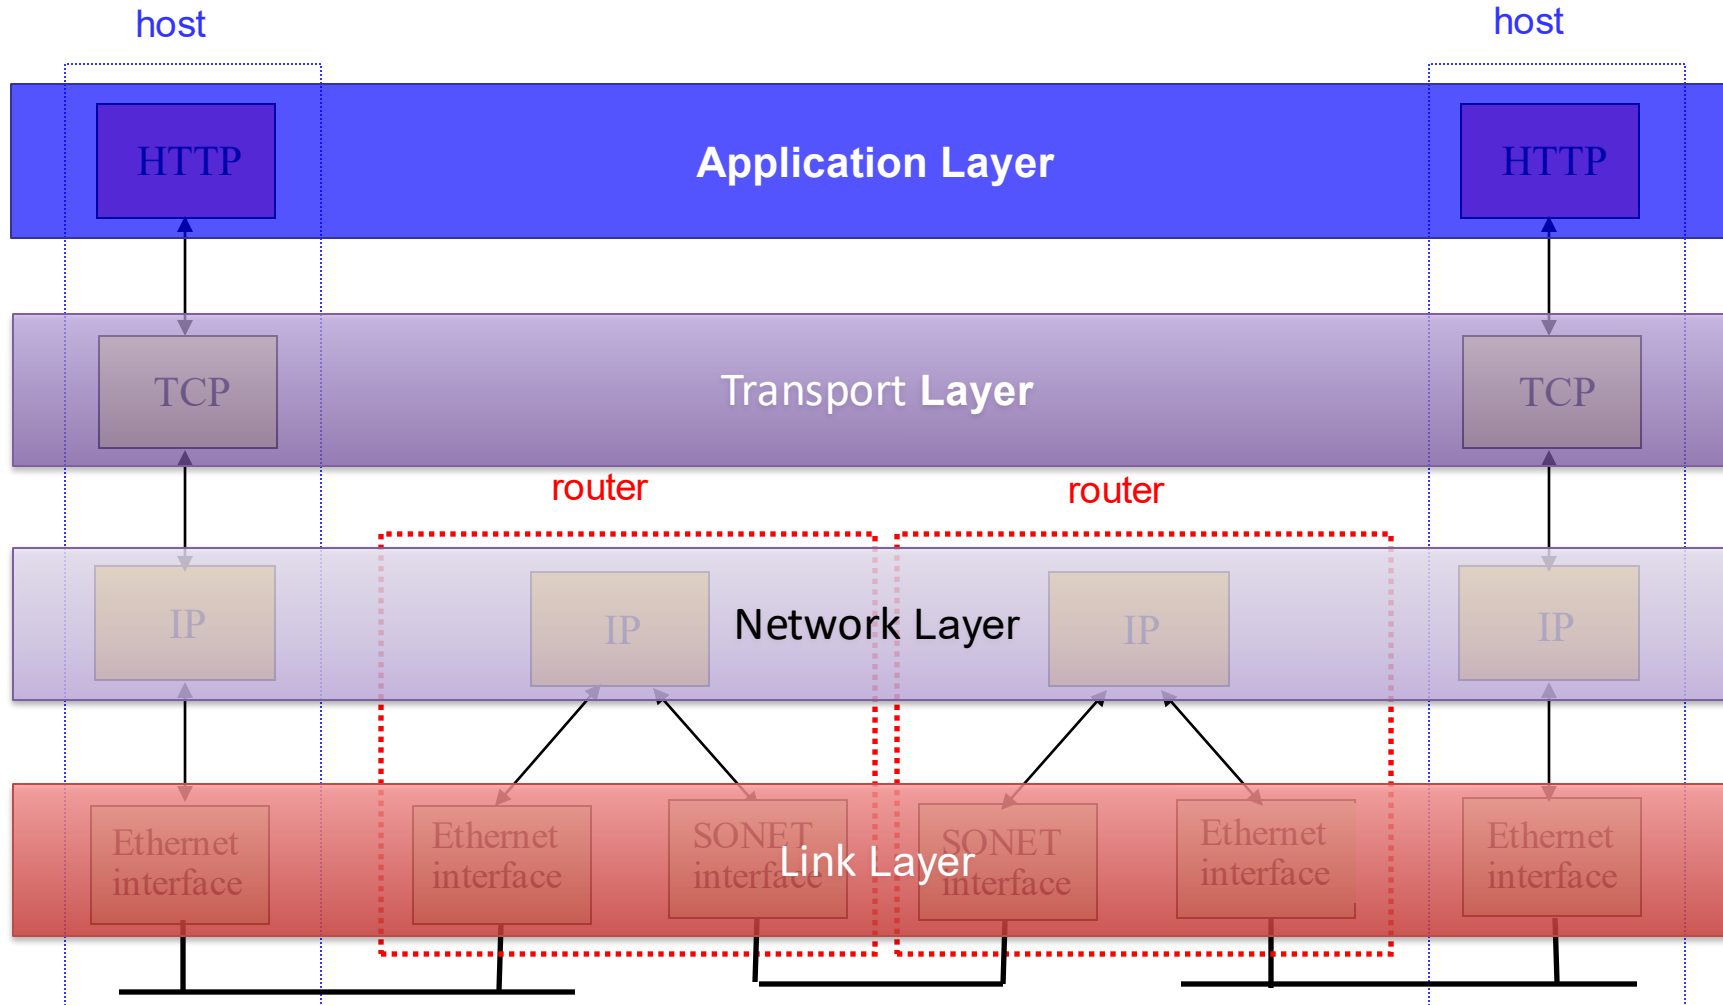 host
host
HTTP
Application Layer
HTTP
TCP
Transport Layer
TCP
router
router
IP
IP
Network Layer
IP
IP
Ethernet
interface
Ethernet
interface
SONET
interface
Link Layer
SONET
interface
Ethernet
interface
Ethernet
interface